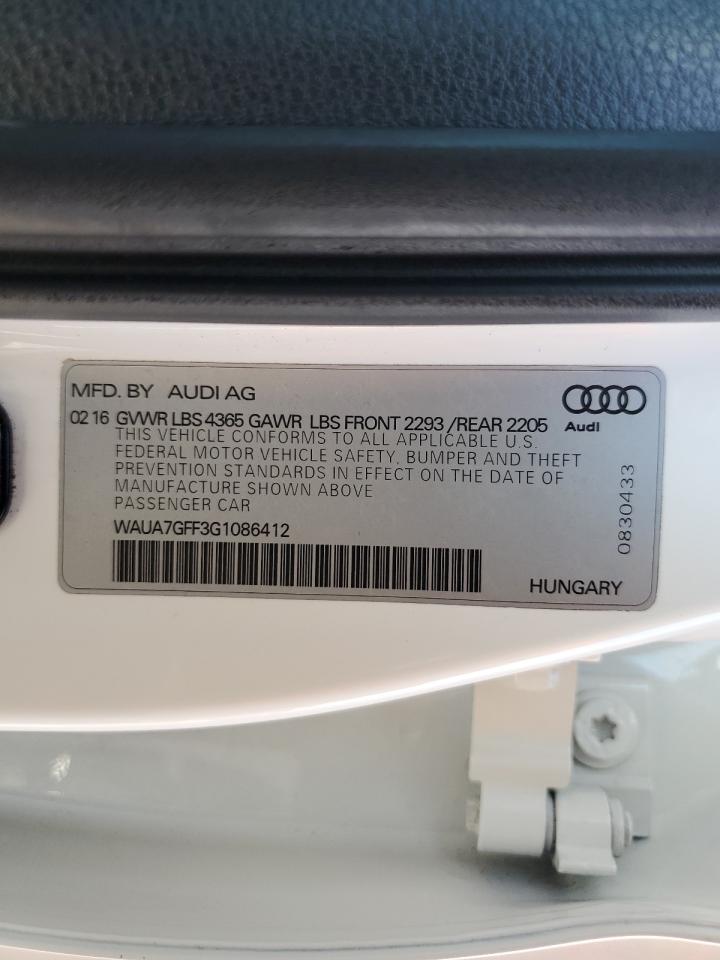 MFD. BY AUDI AG
02 16 GVWR LBS 4365 GAWR LBS FRONT 2293 /REAR 2205
Audi
THIS VEHICLE CONFORMS TO ALL APPLICABLE U.S.
FEDERAL MOTOR VEHICLE SAFETY, BUMPER AND THEFT
PREVENTION STANDARDS IN EFFECT ON THE DATE OF
MANUFACTURE SHOWN ABOVE
PASSENGER CAR
WAUA7GFF3G1086412
0830433
HUNGARY